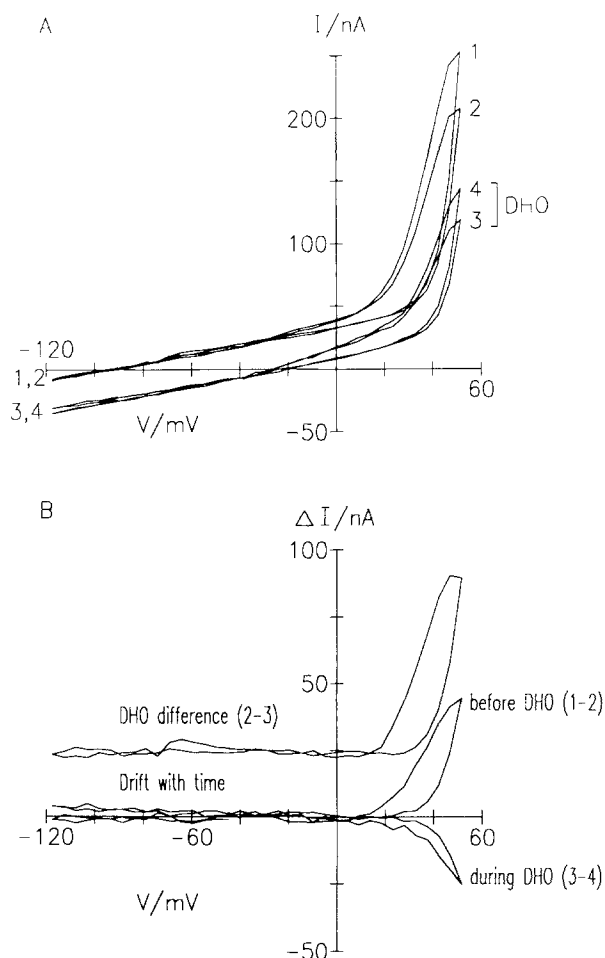 A
I/nA
1
200
2
4
DHO
3
100
-120
1,2
60
3,4
V/mV
-50
B
Δ I/nA
100
50
DHO difference (2-3)
before DHO (1-2)
Drift with time
-120
-60
60
during DHO (3-4)
V/mV
-50